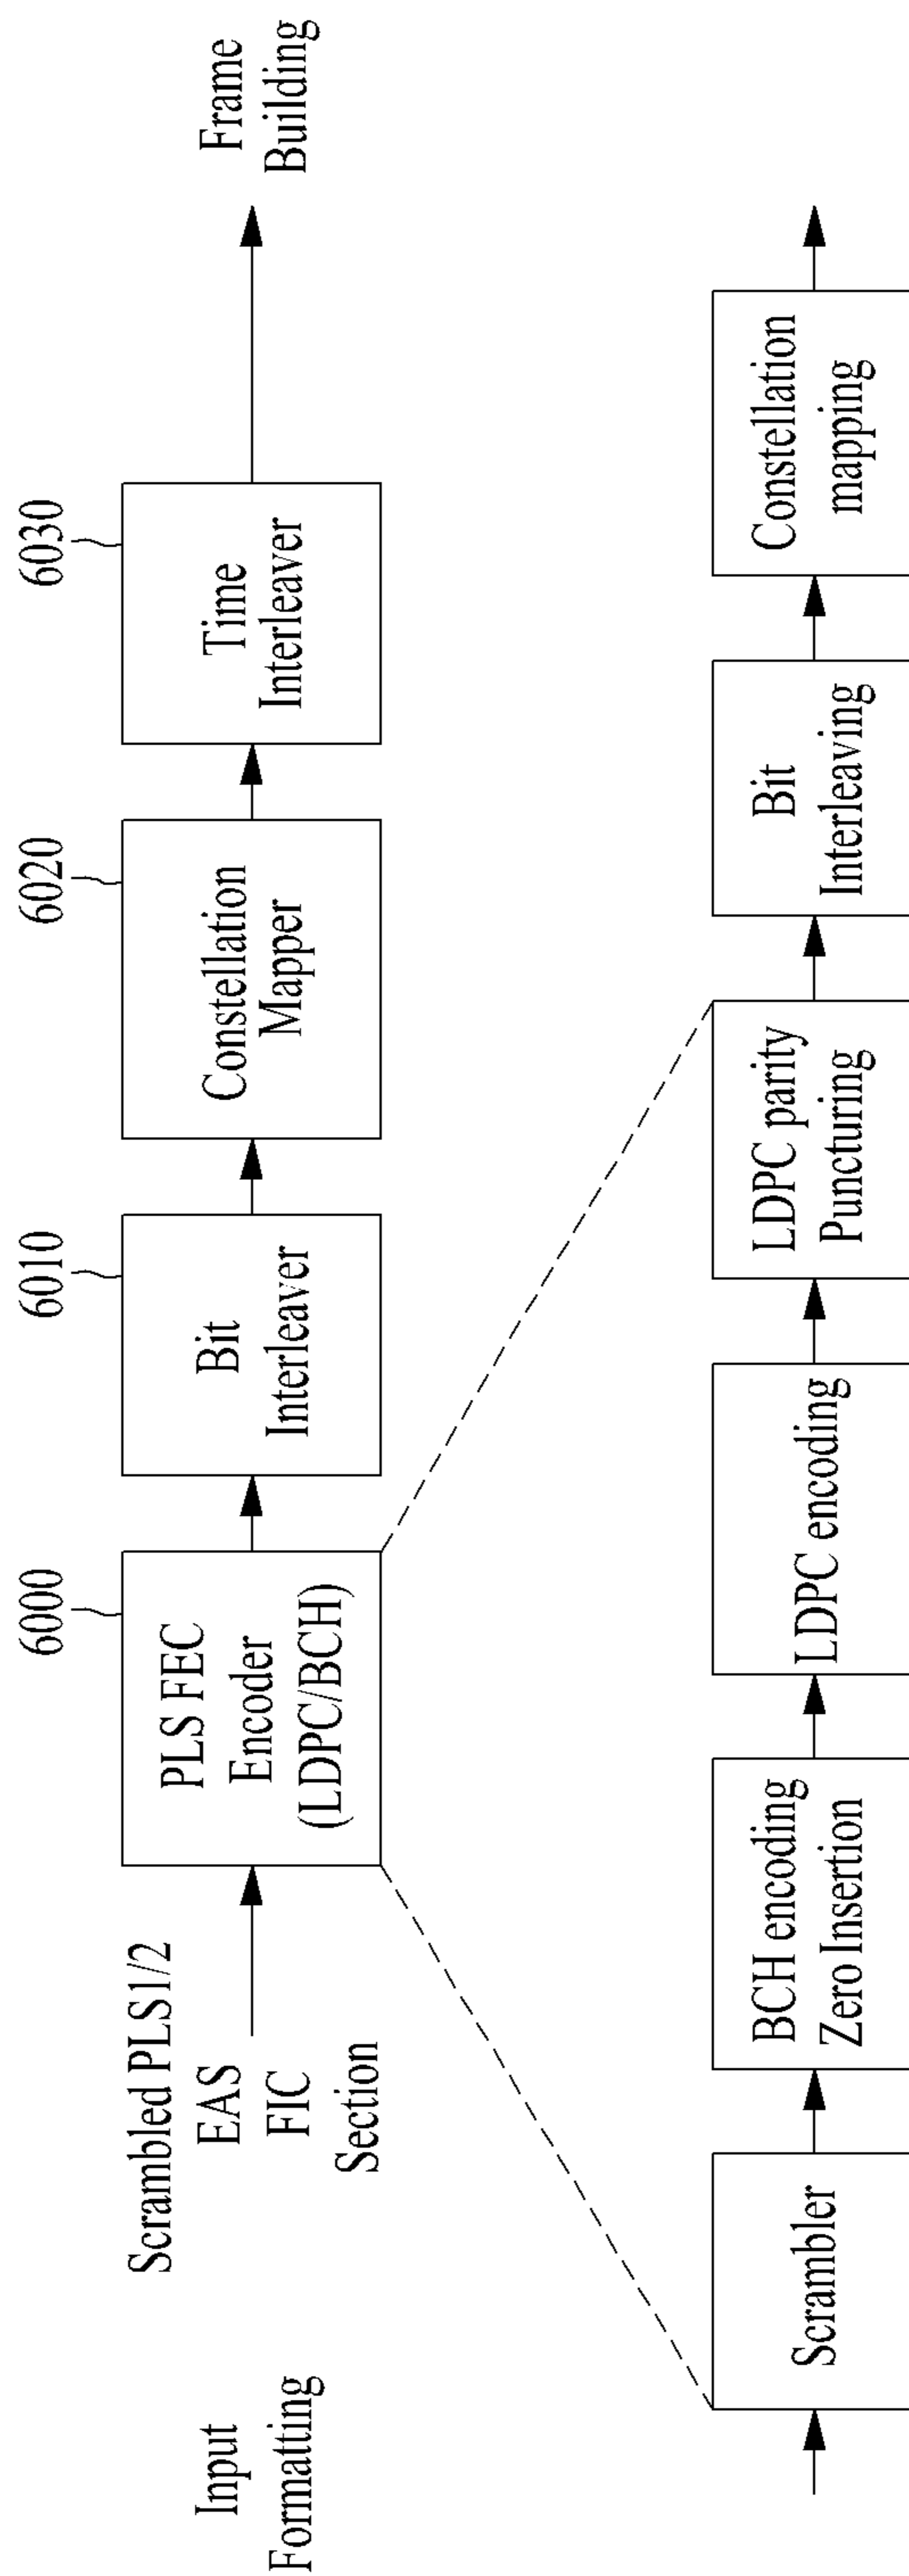 Input
Formatting
Scrambled PLS1/2
EAS
FIC
Section
6000
PLS FEC
Encoder
(LDPC/BCH)
6010
Bit
Interleaver
6020
Constellation
Mapper
6030
Time
Interleaver
Frame
Building
Scrambler
BCH encoding
Zero Insertion
LDPC encoding
LDPC parity
Puncturing
Bit
Interleaving
Constellation
mapping